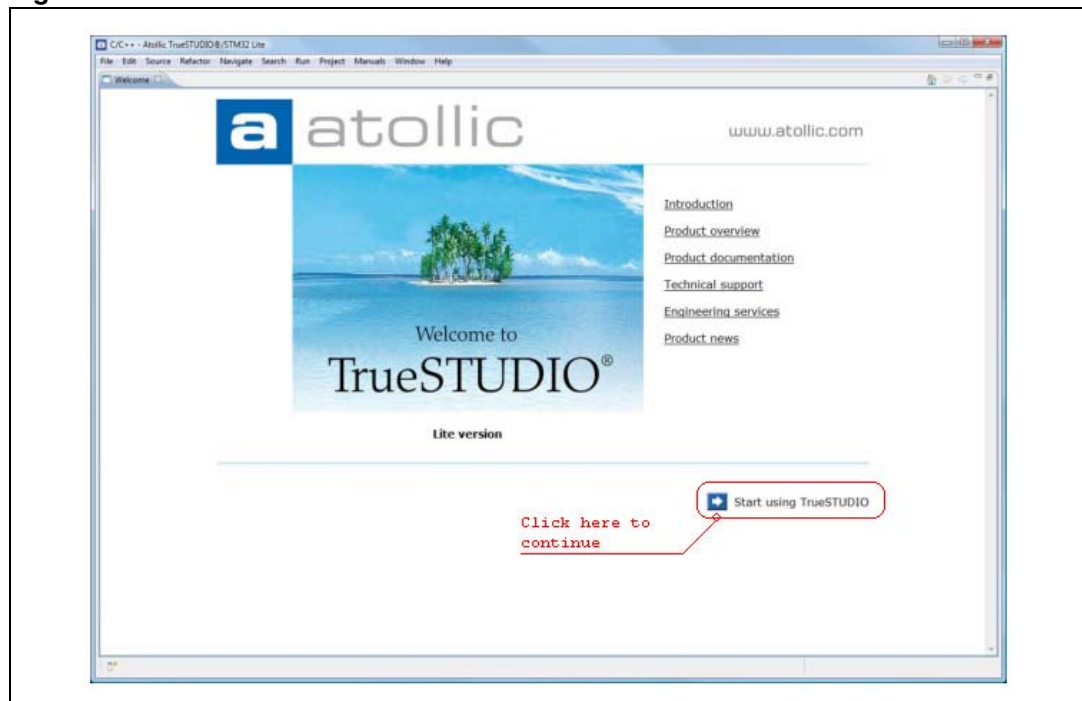 C/C++ - Atollic TrueSTUDIO®/STM32 Lite
File Edit Source Refactor Navigate Search Run Project Manuals Window Help
Welcome
a atollic
www.atollic.com
Introduction
Product overview
Product documentation
Technical support
Engineering services
Product news
Welcome to
TrueSTUDIO®
Lite version
Start using TrueSTUDIO
Click here to
continue